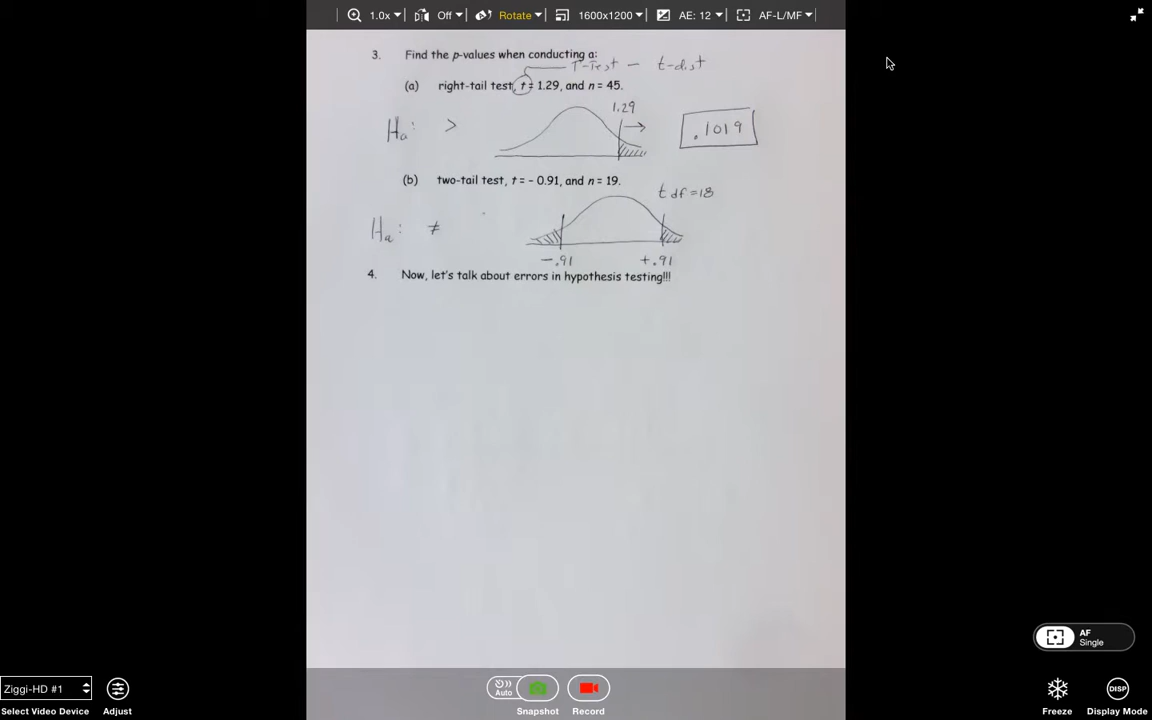 1.0x Off Rotate 1600x1200 AE: 12 AF-L/MF
3. Find the p-values when conducting a:
T-Test - t-dist
(a) right-tail test, t = 1.29, and n = 45.
1.29
Ha: >
.1019
(b) two-tail test, t = - 0.91, and n = 19.
t df = 18
Ha: ≠
-.91 +.91
4. Now, let's talk about errors in hypothesis testing!!!
AF
Single
Ziggi-HD #1
Auto
DISP
Select Video Device Adjust Snapshot Record Freeze Display Mode